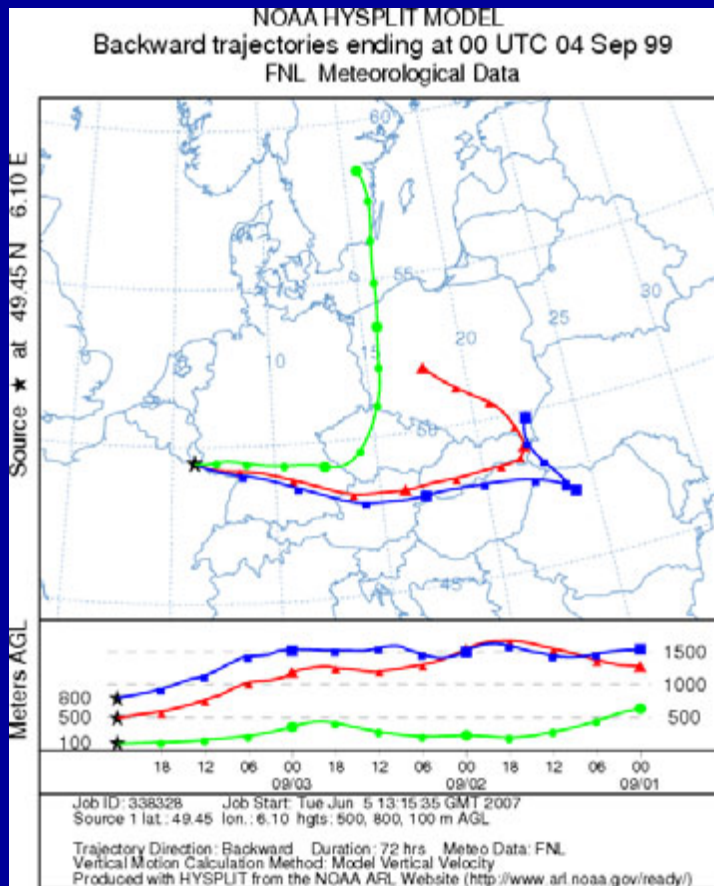 NOAA HYSPLIT MODEL
Backward trajectories ending at 00 UTC 04 Sep 99
FNL Meteorological Data
Source ★ at 49.45 N 6.10 E
60
55
30
25
20
15
10
50
45
Meters AGL
1500
1000
800
500
500
100
18 12 06 00 18 12 06 00 18 12 06 00
09/03 09/02 09/01
Job ID: 338328 Job Start: Tue Jun 5 13:15:35 GMT 2007
Source 1 lat.: 49.45 lon.: 6.10 hgts: 500, 800, 100 m AGL
Trajectory Direction: Backward Duration: 72 hrs Meteo Data: FNL
Vertical Motion Calculation Method: Model Vertical Velocity
Produced with HYSPLIT from the NOAA ARL Website (http://www.arl.noaa.gov/ready/)